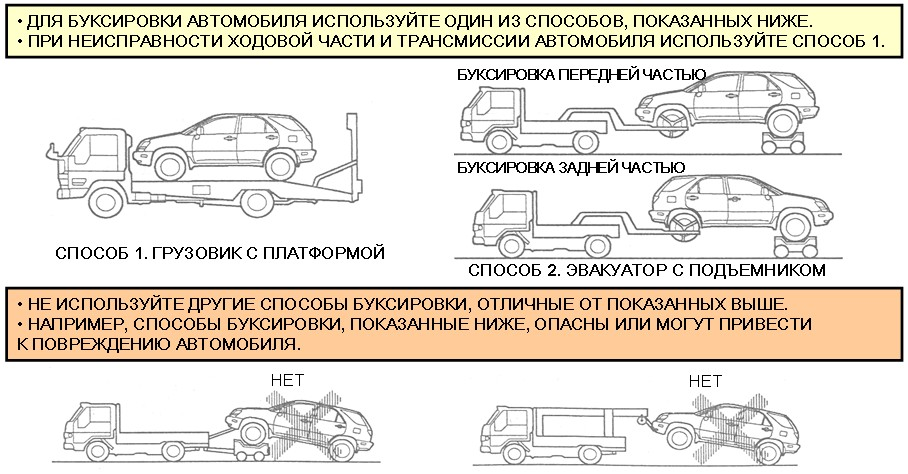 • ДЛЯ БУКСИРОВКИ АВТОМОБИЛЯ ИСПОЛЬЗУЙТЕ ОДИН ИЗ СПОСОБОВ, ПОКАЗАННЫХ НИЖЕ.
• ПРИ НЕИСПРАВНОСТИ ХОДОВОЙ ЧАСТИ И ТРАНСМИССИИ АВТОМОБИЛЯ ИСПОЛЬЗУЙТЕ СПОСОБ 1.
БУКСИРОВКА ПЕРЕДНЕЙ ЧАСТЬЮ
БУКСИРОВКА ЗАДНЕЙ ЧАСТЬЮ
СПОСОБ 1. ГРУЗОВИК С ПЛАТФОРМОЙ
СПОСОБ 2. ЭВАКУАТОР С ПОДЪЕМНИКОМ
• НЕ ИСПОЛЬЗУЙТЕ ДРУГИЕ СПОСОБЫ БУКСИРОВКИ, ОТЛИЧНЫЕ ОТ ПОКАЗАННЫХ ВЫШЕ.
• НАПРИМЕР, СПОСОБЫ БУКСИРОВКИ, ПОКАЗАННЫЕ НИЖЕ, ОПАСНЫ ИЛИ МОГУТ ПРИВЕСТИ
К ПОВРЕЖДЕНИЮ АВТОМОБИЛЯ.
НЕТ
НЕТ